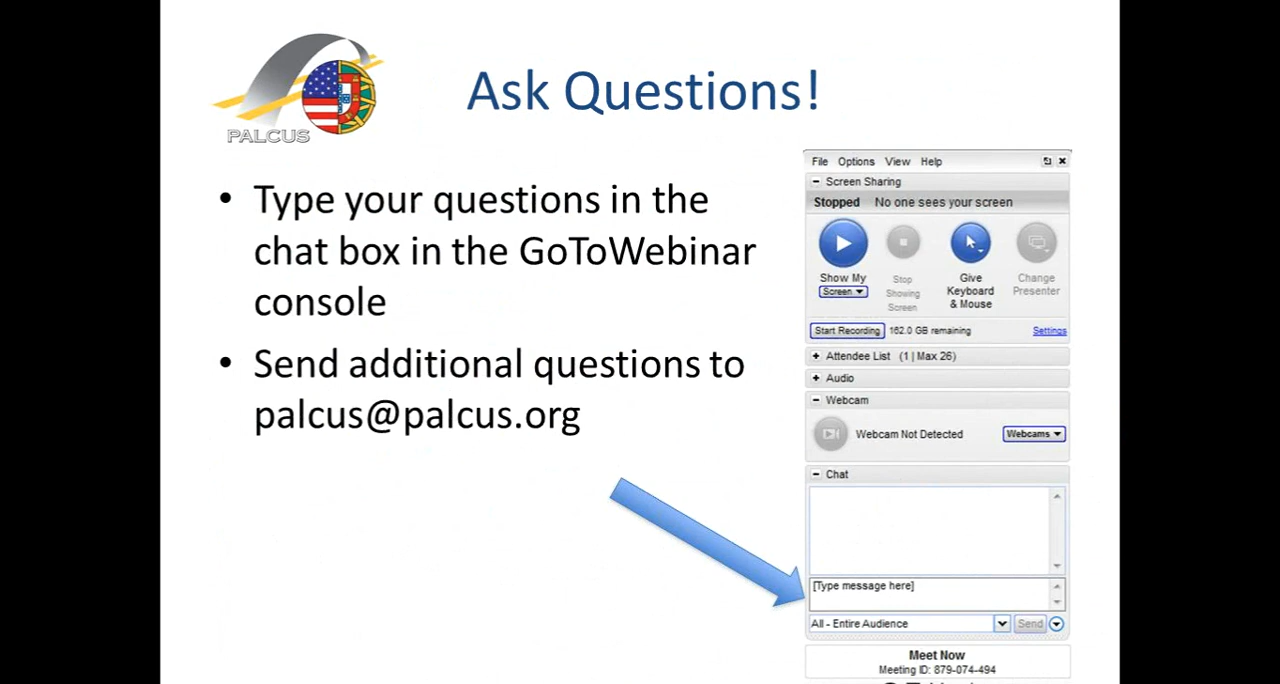 PALCUS
Ask Questions!
• Type your questions in the
chat box in the GoToWebinar
console
• Send additional questions to
palcus@palcus.org
File Options View Help
Screen Sharing
Stopped No one sees your screen
Show My
Screen
Stop
Showing
Screen
Give
Keyboard
& Mouse
Change
Presenter
Start Recording 162.0 GB remaining Settings
Attendee List (1 | Max 26)
Audio
Webcam
Webcam Not Detected Webcams
Chat
[Type message here]
All - Entire Audience Send
Meet Now
Meeting ID: 879-074-494